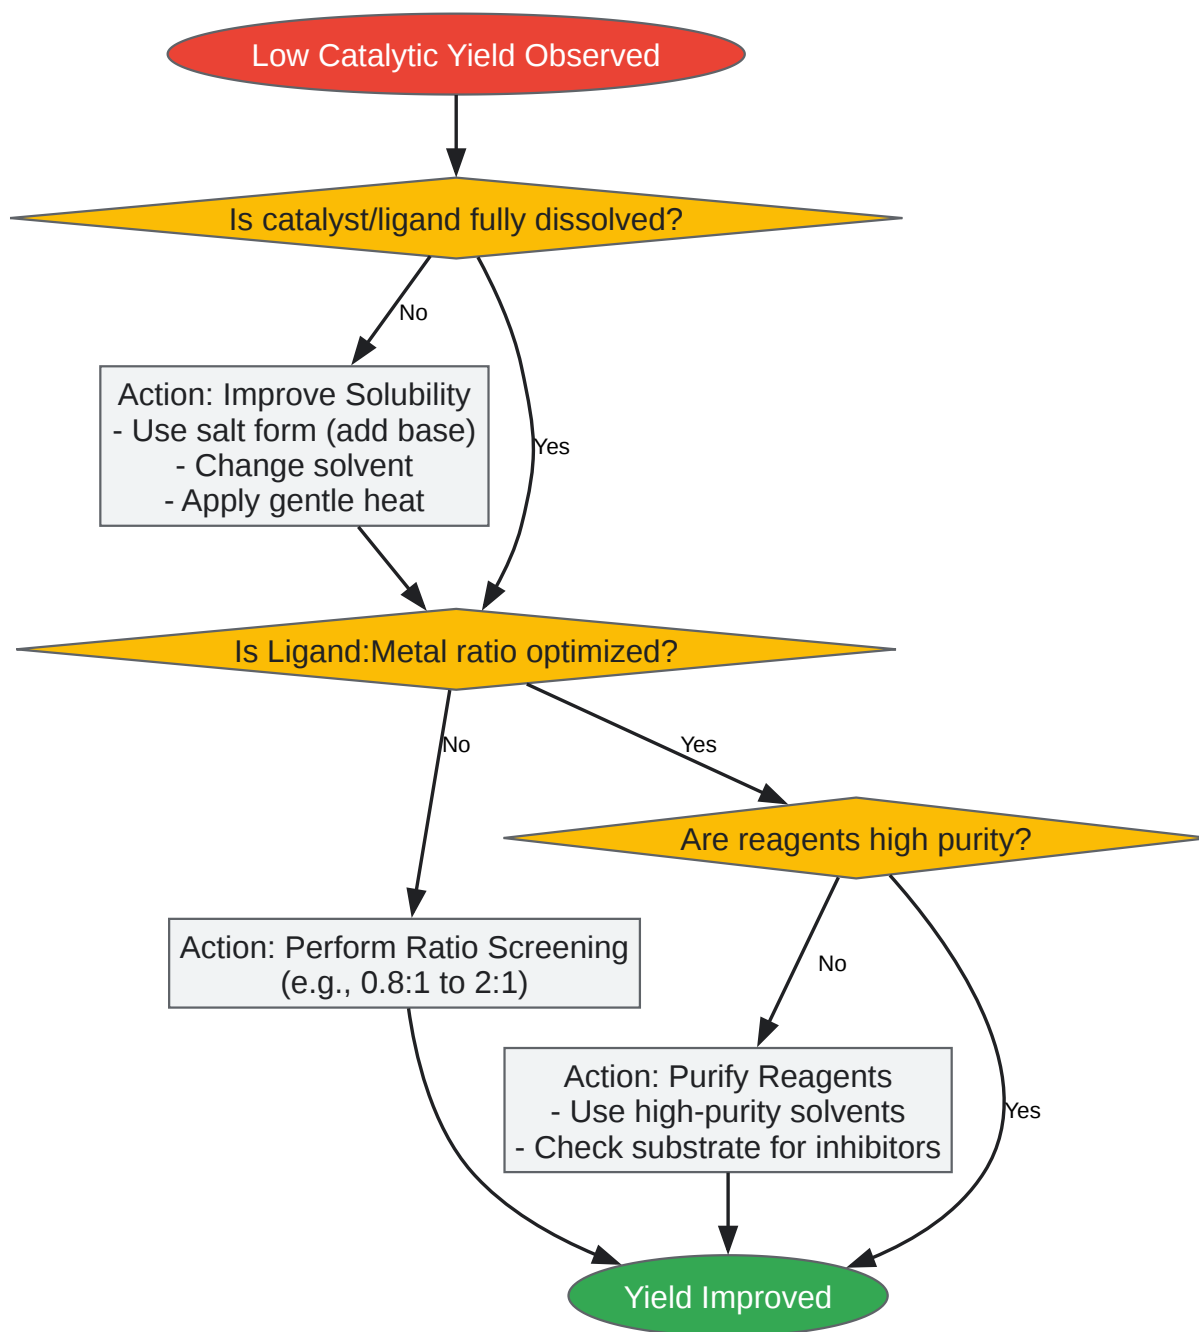 Low Catalytic Yield Observed
Is catalyst/ligand fully dissolved?
No
Action: Improve Solubility
- Use salt form (add base)
- Change solvent
- Apply gentle heat
Yes
Is Ligand:Metal ratio optimized?
No
Yes
Are reagents high purity?
Action: Perform Ratio Screening
(e.g., 0.8:1 to 2:1)
No
Action: Purify Reagents
- Use high-purity solvents
- Check substrate for inhibitors
Yes
Yield Improved